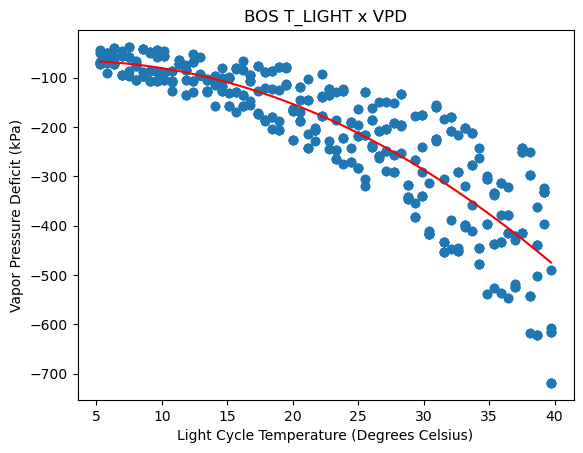 BOS T_LIGHT x VPD
Vapor Pressure Deficit (kPa)
−100
−200
−300
−400
−500
−600
−700
5 10 15 20 25 30 35 40
Light Cycle Temperature (Degrees Celsius)